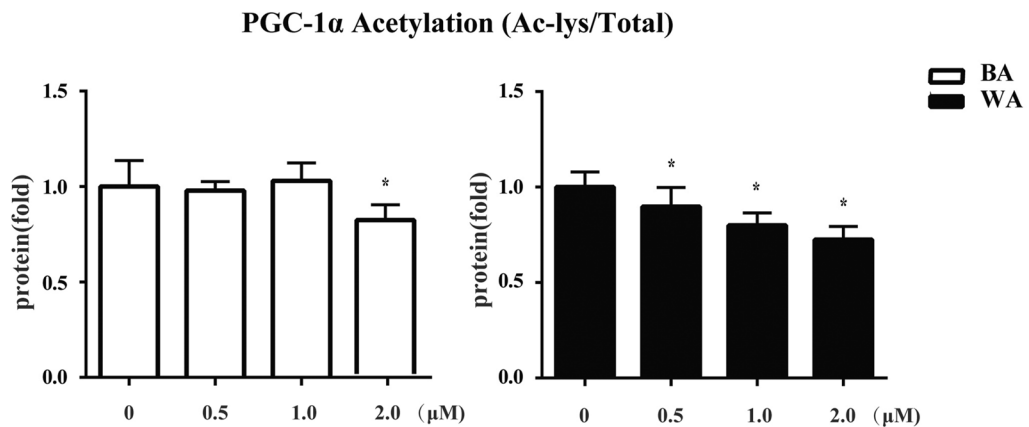 PGC-1α Acetylation (Ac-lys/Total)
BA
WA
protein(fold)
1.5
1.0
0.5
0.0
*
0 0.5 1.0 2.0 （μM）
protein(fold)
1.5
1.0
0.5
0.0
* * *
0 0.5 1.0 2.0 （μM）